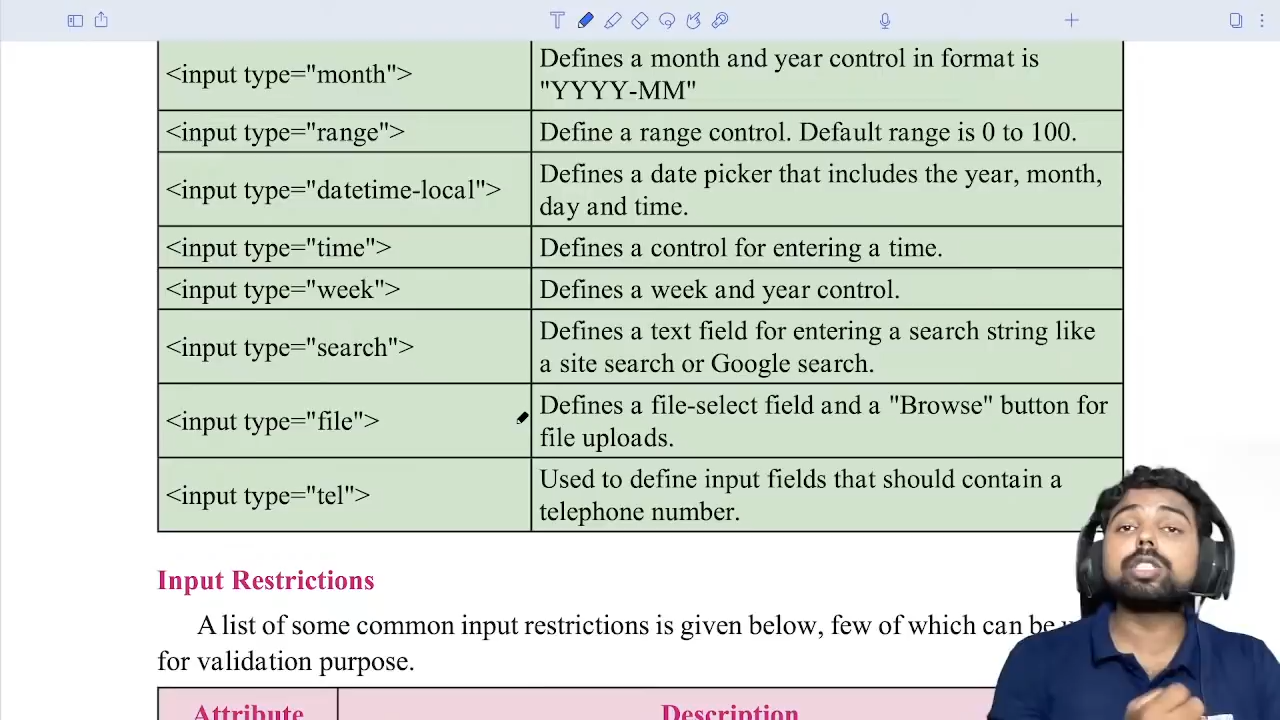 <input type="month">
Defines a month and year control in format is
"YYYY-MM"
<input type="range">
Define a range control. Default range is 0 to 100.
<input type="datetime-local">
Defines a date picker that includes the year, month,
day and time.
<input type="time">
Defines a control for entering a time.
<input type="week">
Defines a week and year control.
<input type="search">
Defines a text field for entering a search string like
a site search or Google search.
<input type="file">
Defines a file-select field and a "Browse" button for
file uploads.
<input type="tel">
Used to define input fields that should contain a
telephone number.
Input Restrictions
A list of some common input restrictions is given below, few of which can be
for validation purpose.
Attribute
Description